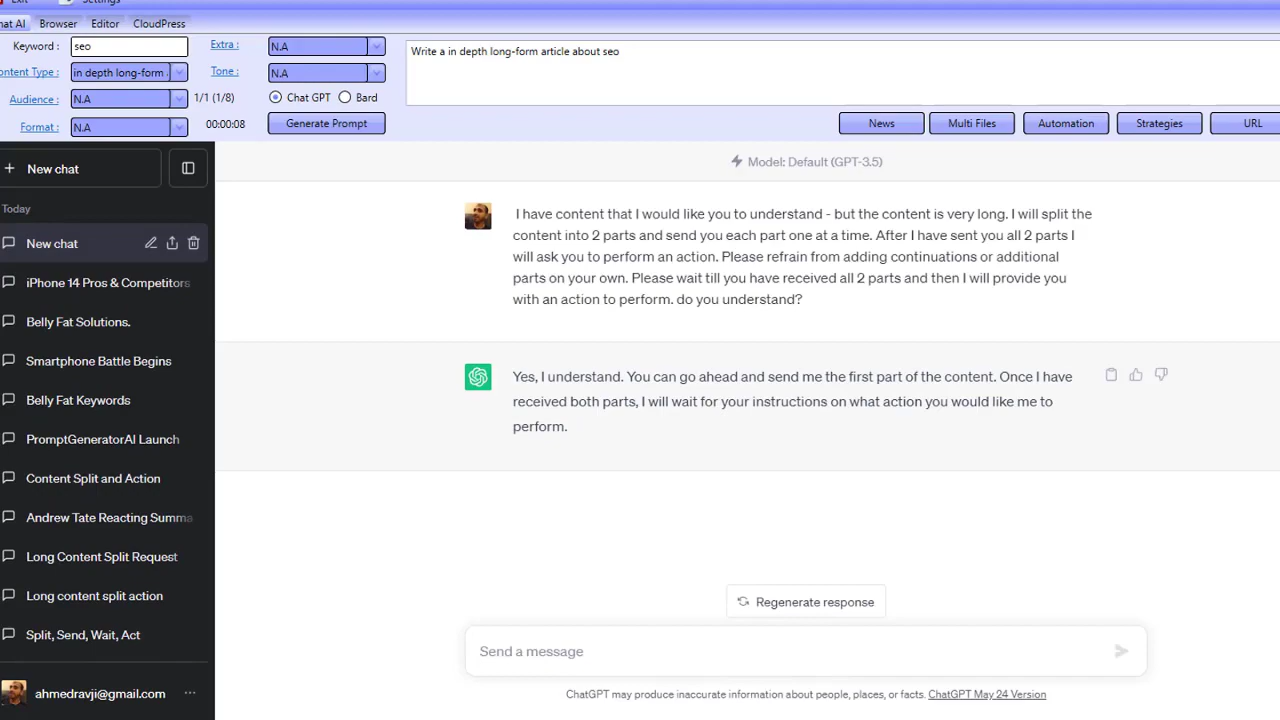 Exit Settings
hat AI Browser Editor CloudPress
Keyword : seo Extra : N.A
ontent Type : in depth long-form Tone : N.A
Audience : N.A 1/1 (1/8) Chat GPT Bard
Format : N.A 00:00:08 Generate Prompt
Write a in depth long-form article about seo
News Multi Files Automation Strategies URL
+ New chat
Today
New chat
iPhone 14 Pros & Competitors
Belly Fat Solutions.
Smartphone Battle Begins
Belly Fat Keywords
PromptGeneratorAI Launch
Content Split and Action
Andrew Tate Reacting Summa
Long Content Split Request
Long content split action
Split, Send, Wait, Act
ahmedravji@gmail.com ...
Model: Default (GPT-3.5)
I have content that I would like you to understand - but the content is very long. I will split the
content into 2 parts and send you each part one at a time. After I have sent you all 2 parts I
will ask you to perform an action. Please refrain from adding continuations or additional
parts on your own. Please wait till you have received all 2 parts and then I will provide you
with an action to perform. do you understand?
Yes, I understand. You can go ahead and send me the first part of the content. Once I have
received both parts, I will wait for your instructions on what action you would like me to
perform.
Regenerate response
Send a message
ChatGPT may produce inaccurate information about people, places, or facts. ChatGPT May 24 Version